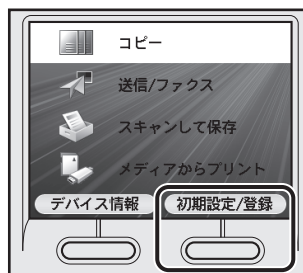 コピー
送信/ファクス
スキャンして保存
メディアからプリント
デバイス情報 初期設定/登録